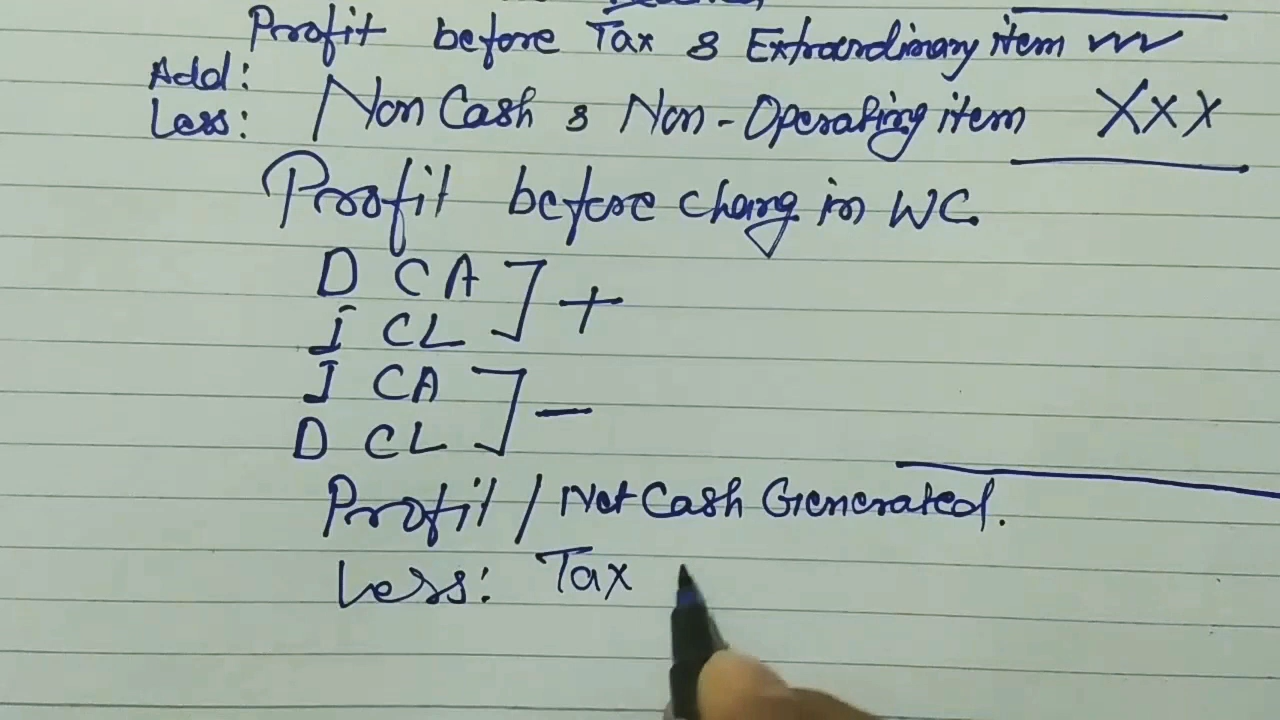 Profit before Tax & Extraordinary item
Add:
Less: Non Cash & Non-Operating item XXX
Profit before Chang in WC
D CA ] +
I CL
I CA ] —
D CL
Profit / Net Cash Generated.
Less: Tax